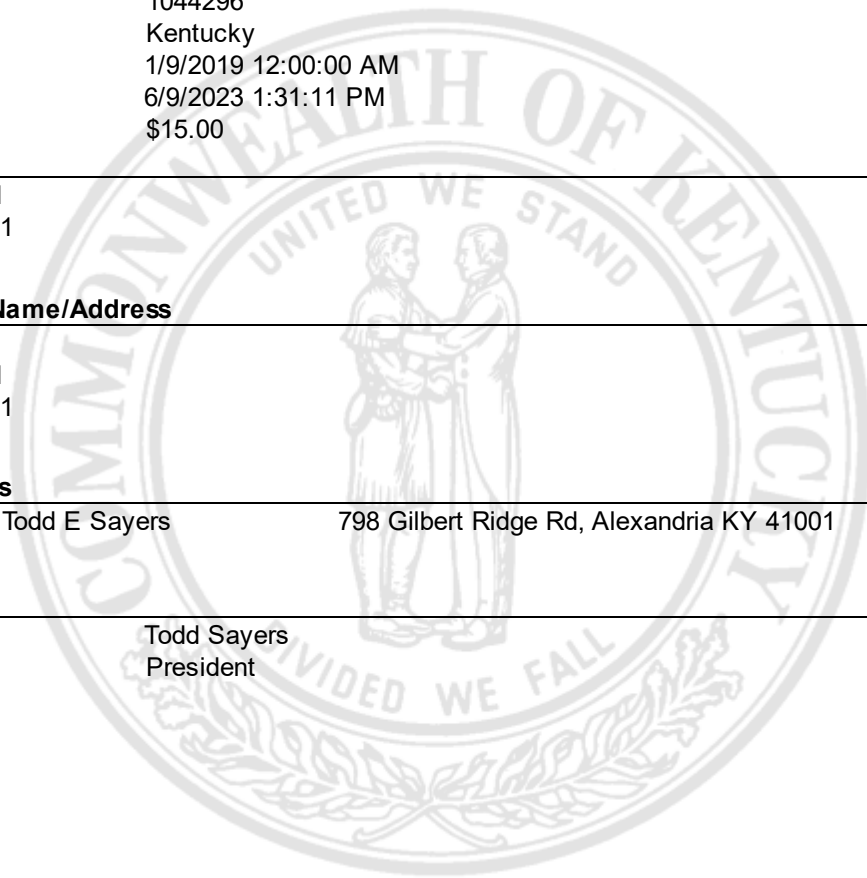 1044296
Kentucky
1/9/2019 12:00:00 AM
6/9/2023 1:31:11 PM
$15.00
1
Name/Address
1
s
Todd E Sayers 798 Gilbert Ridge Rd, Alexandria KY 41001
Todd Sayers
President
COMMONWEALTH OF KENTUCKY
UNITED WE STAND
DIVIDED WE FALL